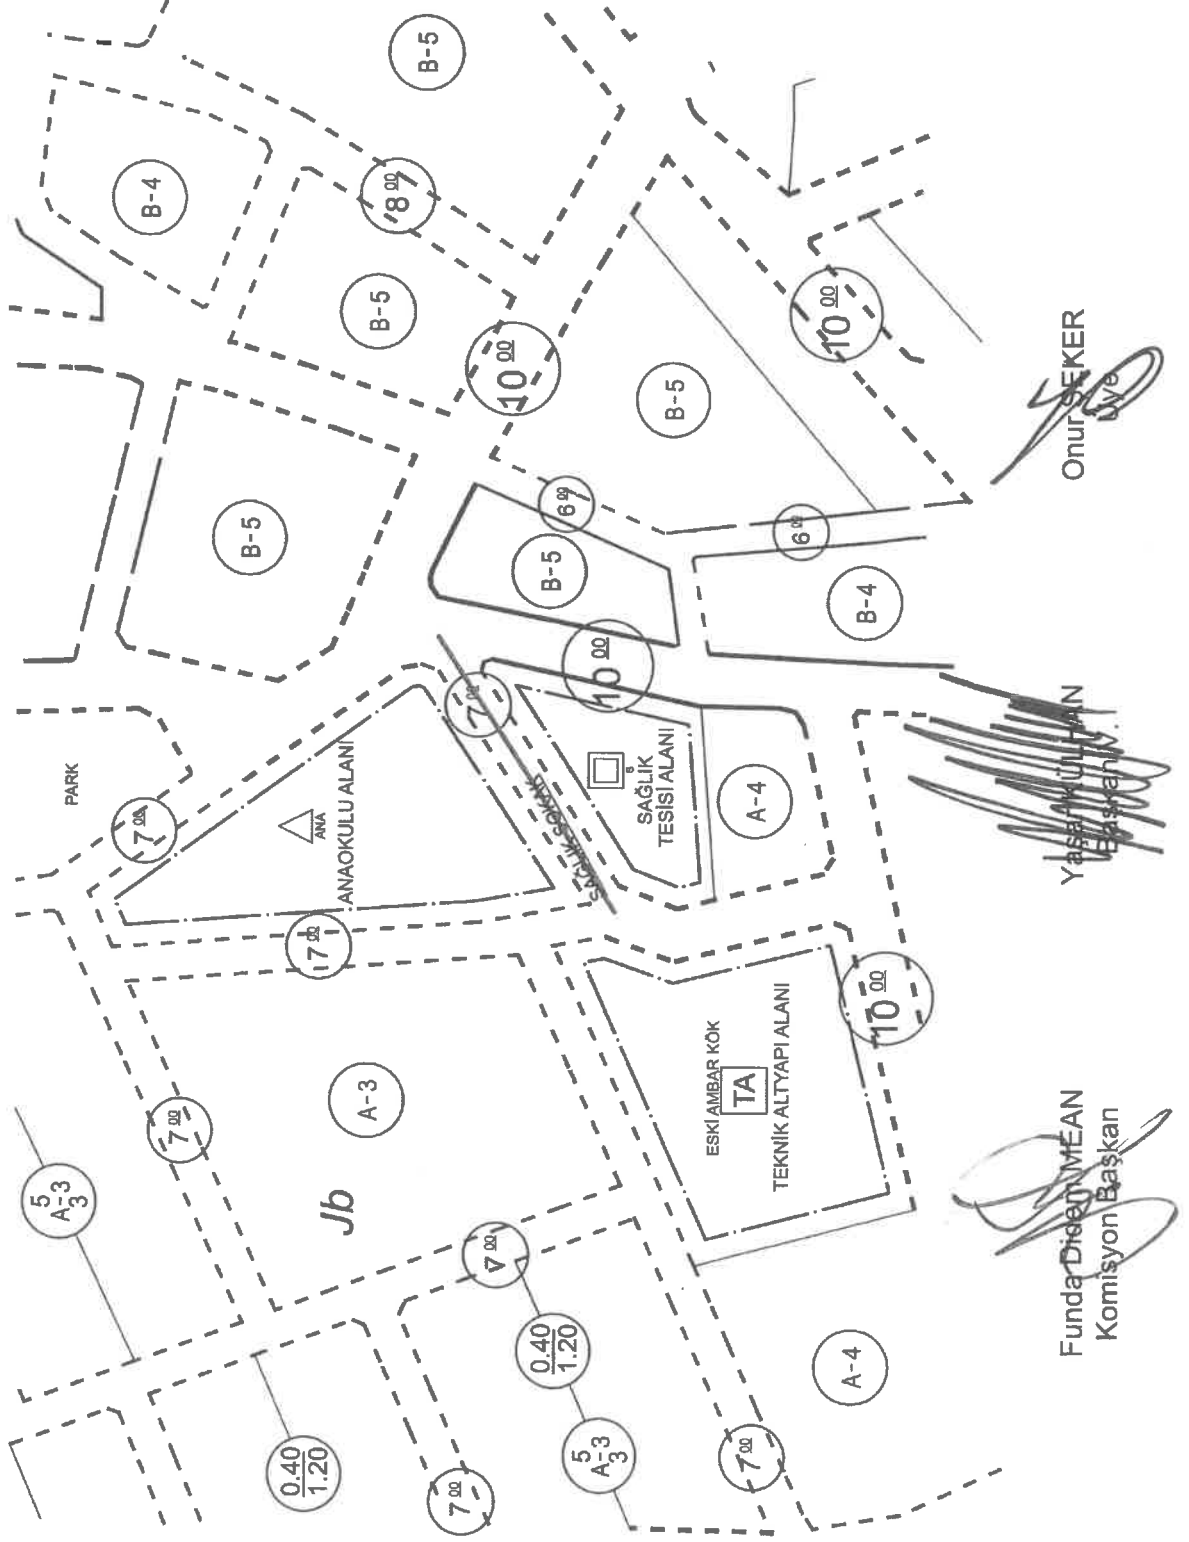 B-5
B-4
8 00
B-5
10 00
10 00
B-5
B-5
6 00
6 00
B-5
B-4
10 00
7 00
PARK
7 00
ANA
ANAOKULU ALANI
SAĞLIK SOKAK
SAĞLIK
TESİSİ ALANI
A-4
7 00
ESKİ AMBAR KÖK
TA
TEKNİK ALTYAPI ALANI
10 00
A-3
7 00
Jb
5
A-3
3
00
0.40
1.20
0.40
1.20
5
A-3
3
7 00
7 00
A-4
Funda Didem MEAN
Komisyon Başkan
Yaşar KÜLHAN
Başkan V.
Onur ŞEKER
Üye